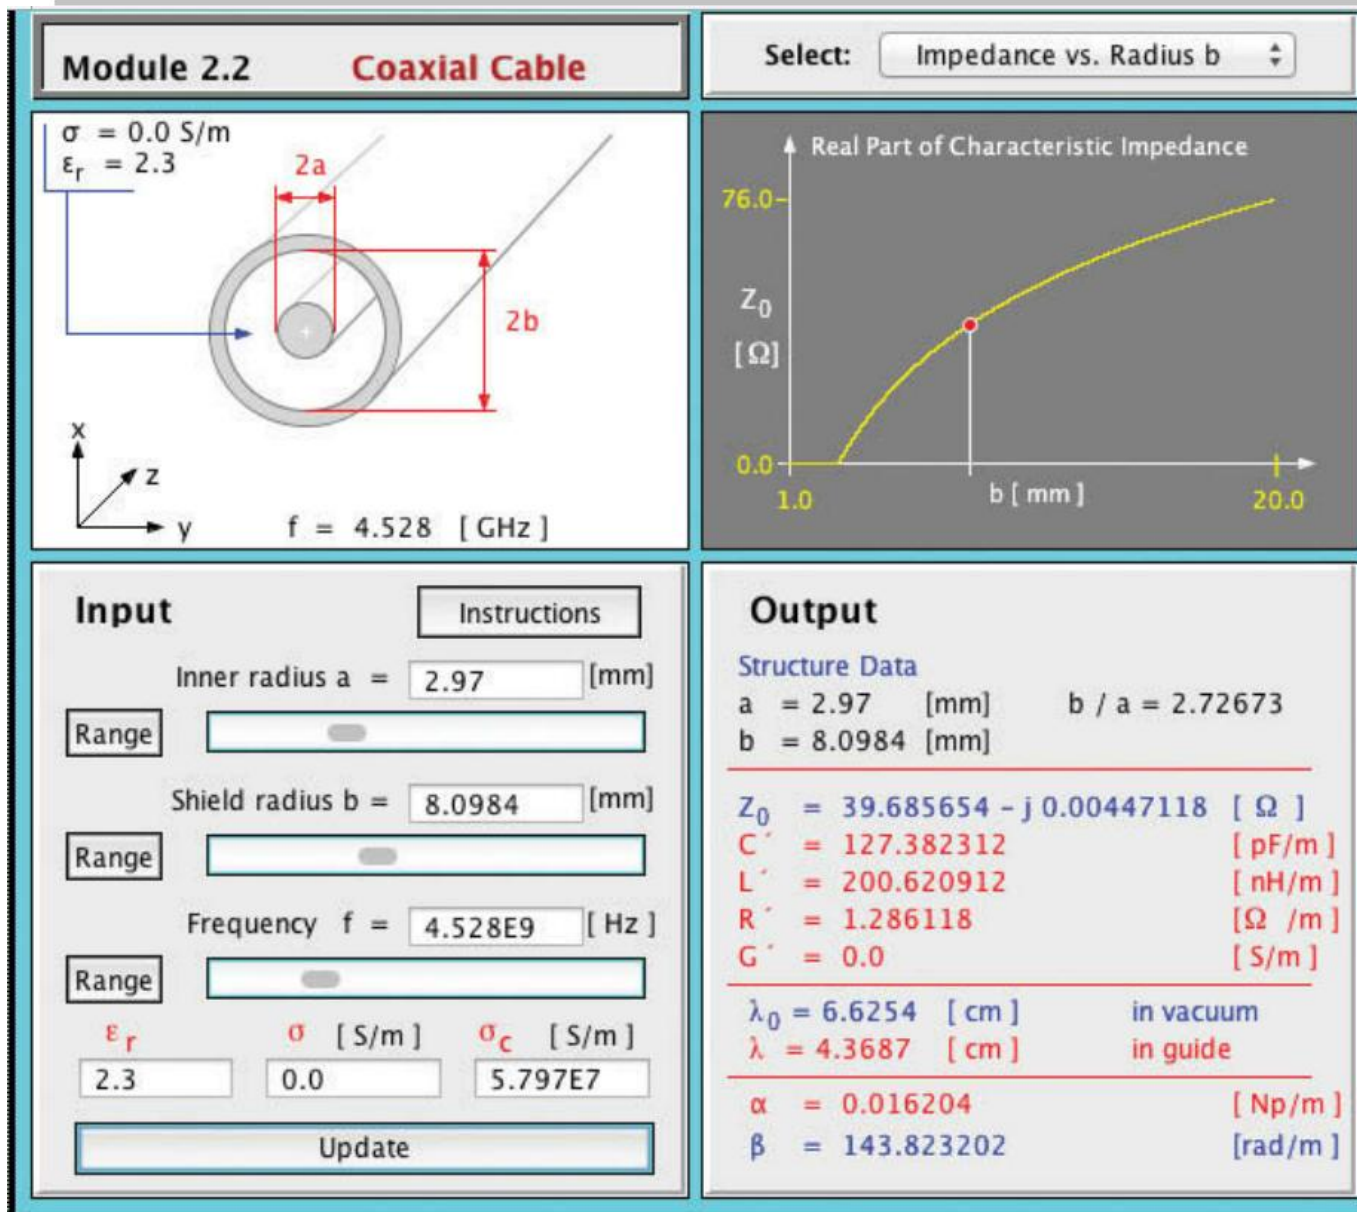 Module 2.2 Coaxial Cable
Select: Impedance vs. Radius b
σ = 0.0 S/m
εr = 2.3
2a
2b
x
z
y
f = 4.528 [ GHz ]
Real Part of Characteristic Impedance
76.0
Z0
[ Ω ]
0.0
1.0 b [ mm ] 20.0
Input Instructions
Inner radius a = 2.97 [mm]
Range
Shield radius b = 8.0984 [mm]
Range
Frequency f = 4.528E9 [ Hz ]
Range
εr σ [ S/m ] σc [ S/m ]
2.3 0.0 5.797E7
Update
Output
Structure Data
a = 2.97 [mm] b / a = 2.72673
b = 8.0984 [mm]
Z0 = 39.685654 - j 0.00447118 [ Ω ]
C´ = 127.382312 [ pF/m ]
L´ = 200.620912 [ nH/m ]
R´ = 1.286118 [Ω /m ]
G´ = 0.0 [ S/m ]
λ0 = 6.6254 [ cm ] in vacuum
λ = 4.3687 [ cm ] in guide
α = 0.016204 [ Np/m ]
β = 143.823202 [rad/m ]